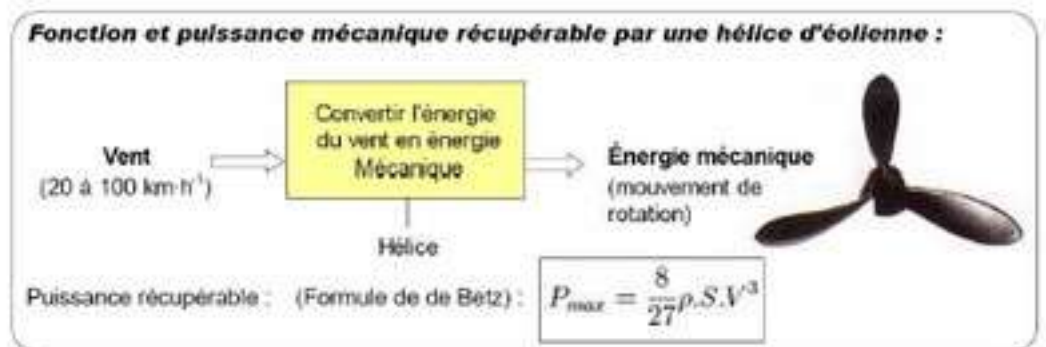 Fonction et puissance mécanique récupérable par une hélice d'éolienne :
Convertir l'énergie
du vent en énergie
Mécanique
Vent
(20 à 100 km·h⁻¹)
Énergie mécanique
(mouvement de
rotation)
Hélice
Puissance récupérable : (Formule de de Betz) : P_max = 8/27 ρ.S.V³